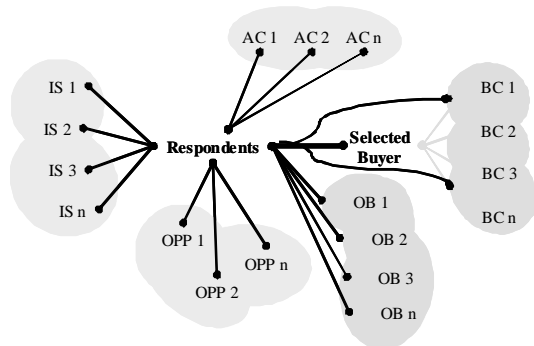 AC 1
AC 2
AC n
IS 1
IS 2
IS 3
IS n
Respondents
Selected
Buyer
BC 1
BC 2
BC 3
BC n
OPP 1
OPP 2
OPP n
OB 1
OB 2
OB 3
OB n